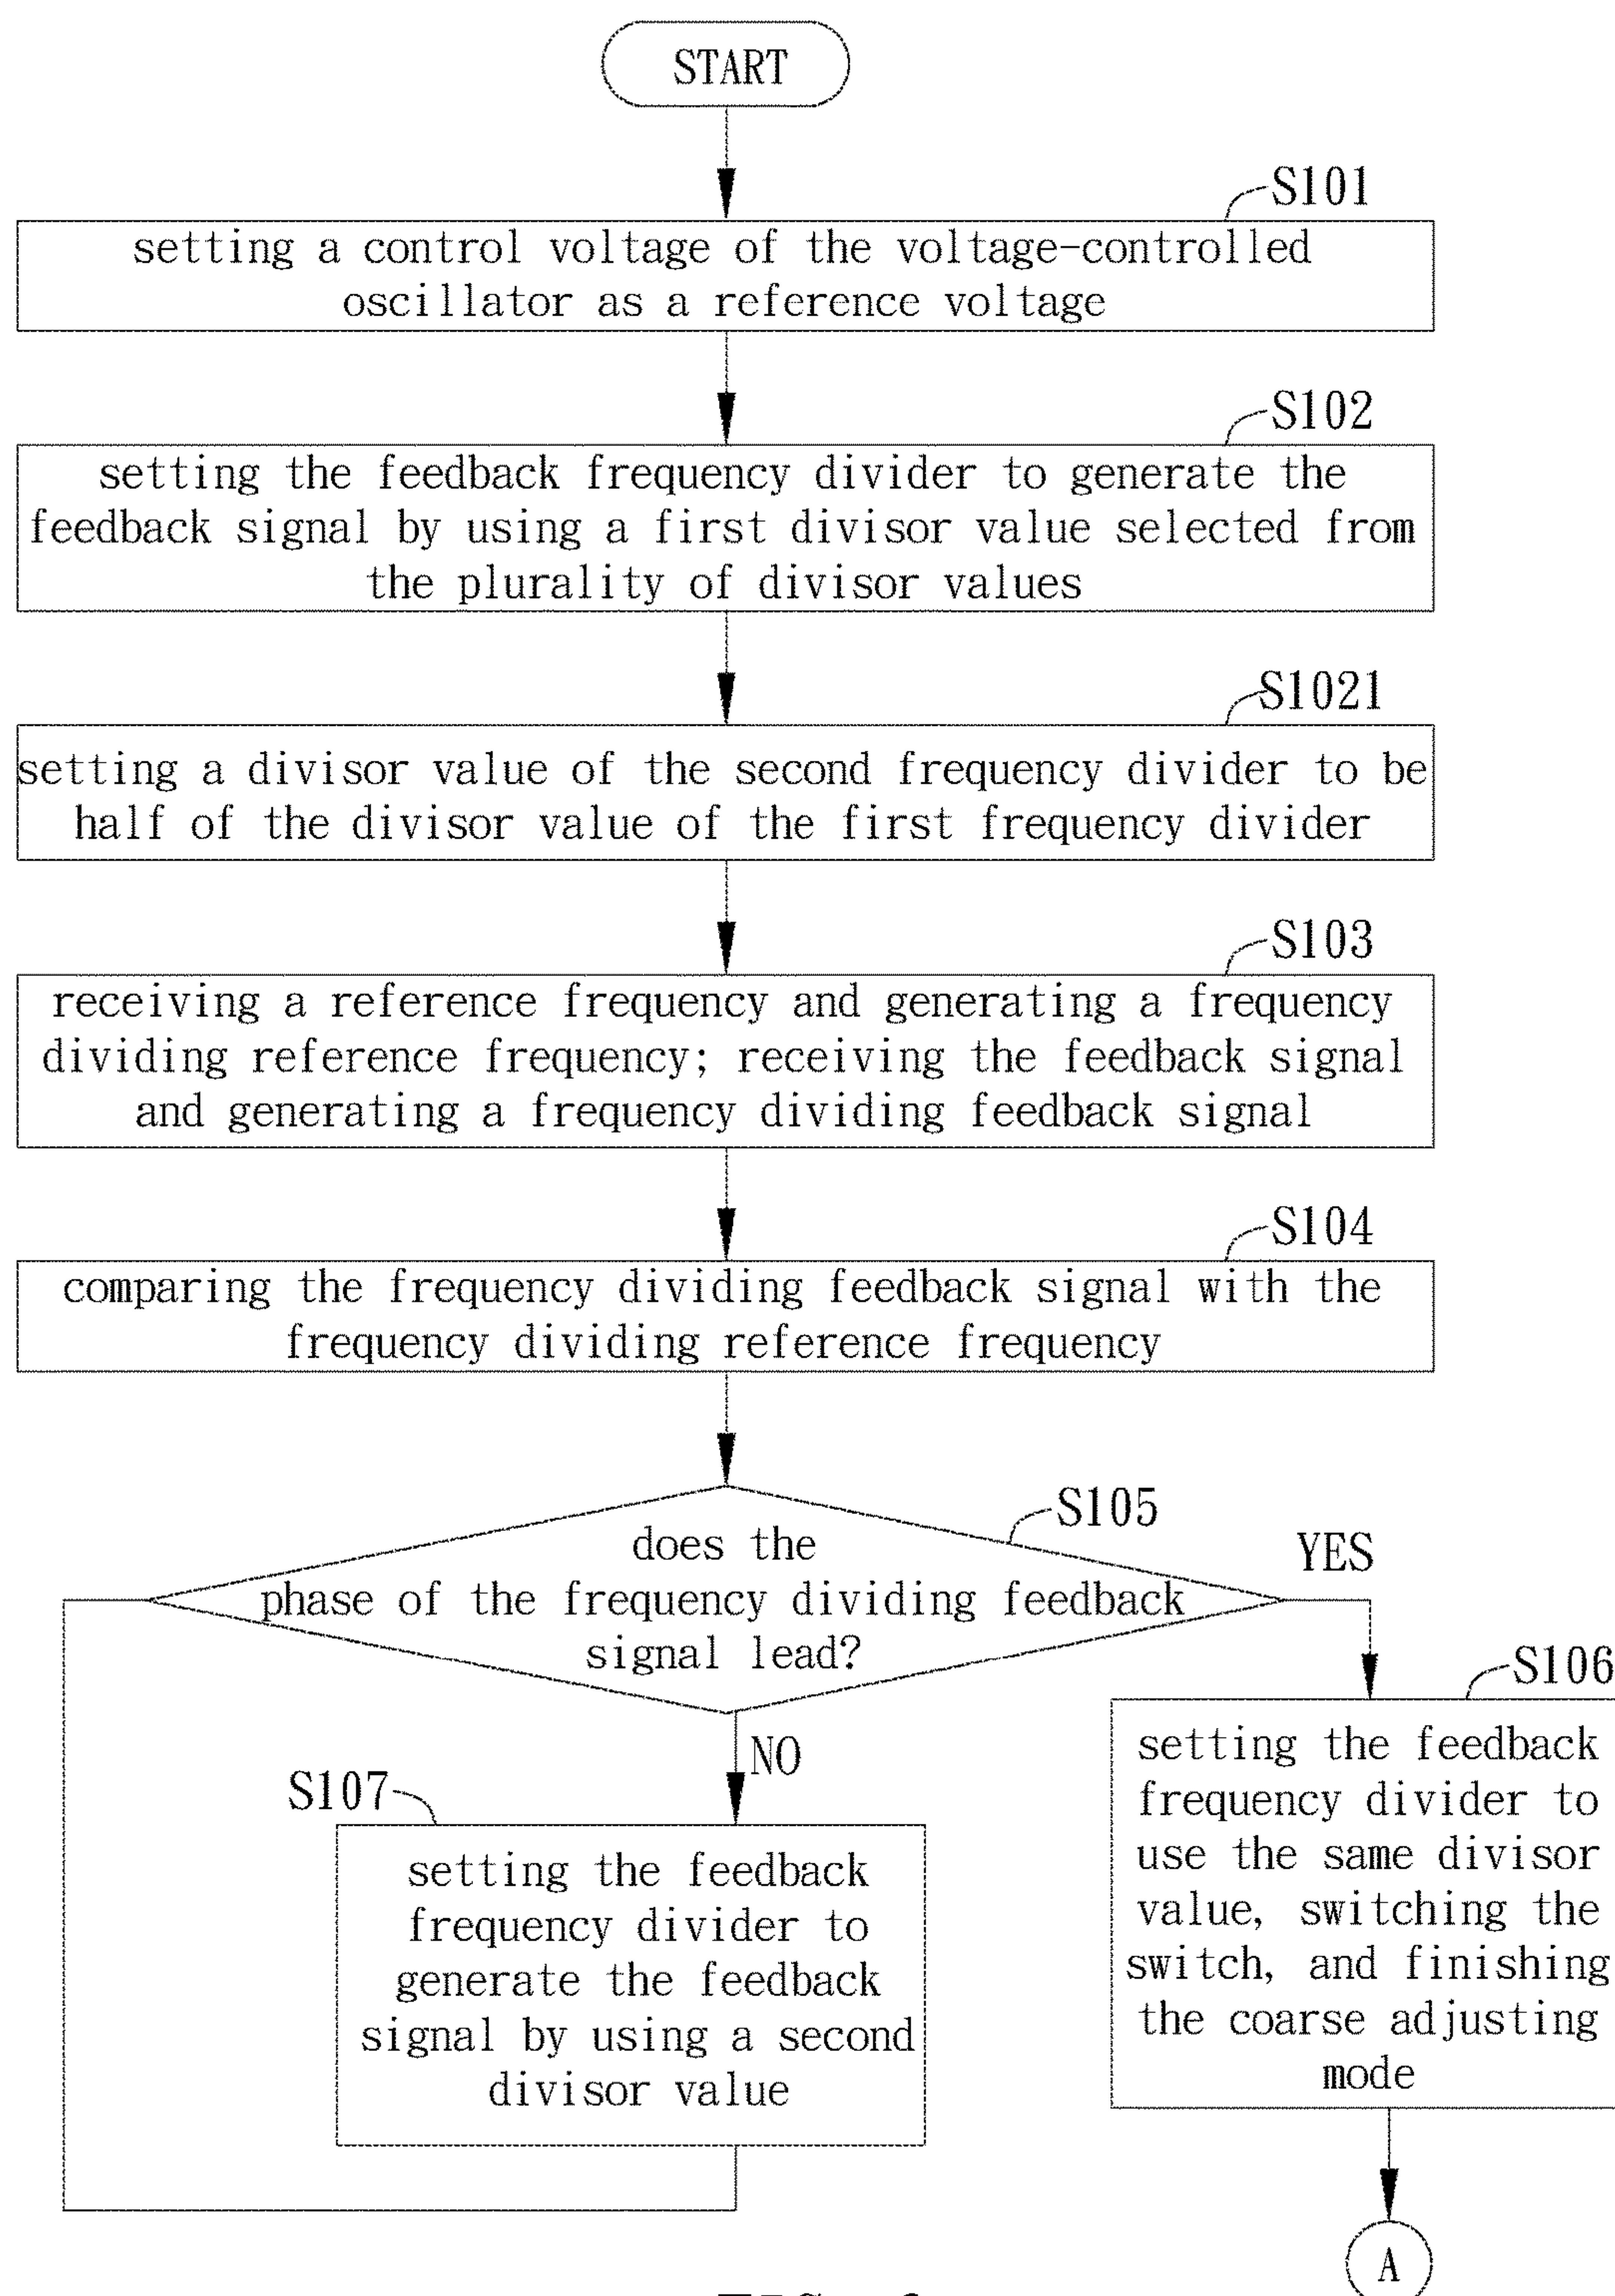 START
S101
setting a control voltage of the voltage-controlled
oscillator as a reference voltage
S102
setting the feedback frequency divider to generate the
feedback signal by using a first divisor value selected from
the plurality of divisor values
S1021
setting a divisor value of the second frequency divider to be
half of the divisor value of the first frequency divider
S103
receiving a reference frequency and generating a frequency
dividing reference frequency; receiving the feedback signal
and generating a frequency dividing feedback signal
S104
comparing the frequency dividing feedback signal with the
frequency dividing reference frequency
S105
does the
phase of the frequency dividing feedback
signal lead?
YES
NO
S106
setting the feedback
frequency divider to
use the same divisor
value, switching the
switch, and finishing
the coarse adjusting
mode
S107
setting the feedback
frequency divider to
generate the feedback
signal by using a second
divisor value
A